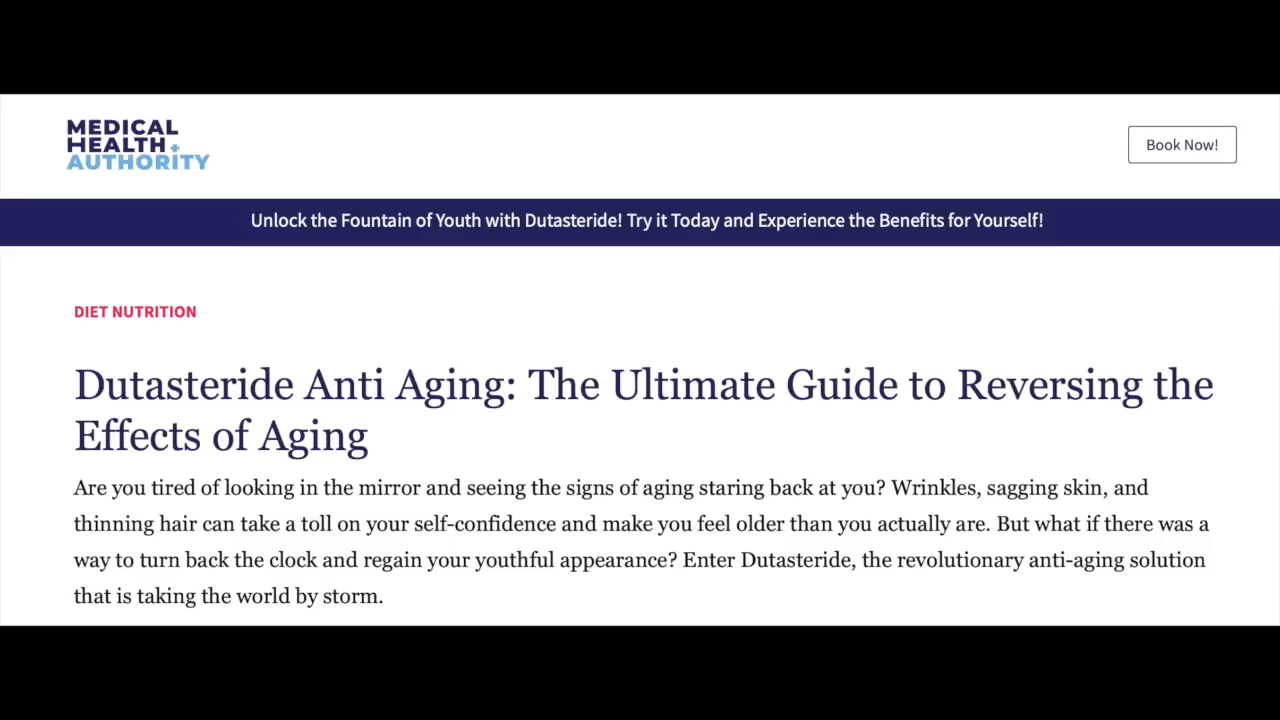 MEDICAL
HEALTH+
AUTHORITY
Book Now!
Unlock the Fountain of Youth with Dutasteride! Try it Today and Experience the Benefits for Yourself!
DIET NUTRITION
Dutasteride Anti Aging: The Ultimate Guide to Reversing the
Effects of Aging
Are you tired of looking in the mirror and seeing the signs of aging staring back at you? Wrinkles, sagging skin, and
thinning hair can take a toll on your self-confidence and make you feel older than you actually are. But what if there was a
way to turn back the clock and regain your youthful appearance? Enter Dutasteride, the revolutionary anti-aging solution
that is taking the world by storm.